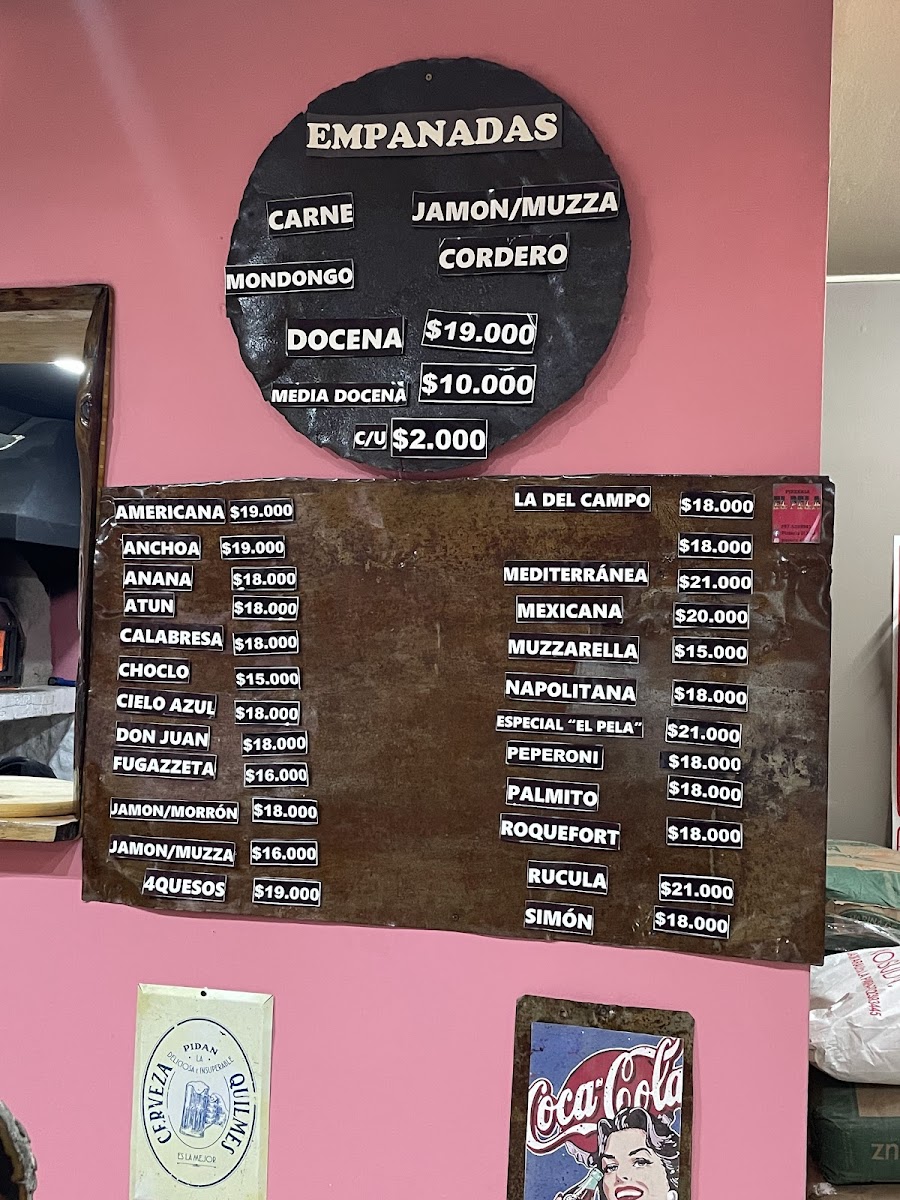 EMPANADAS
CARNE JAMON/MUZZA
MONDONGO CORDERO
DOCENA $19.000
MEDIA DOCENA $10.000
C/U $2.000
AMERICANA $19.000
ANCHOA $19.000
ANANA $18.000
ATUN $18.000
CALABRESA $18.000
CHOCLO $15.000
CIELO AZUL $18.000
DON JUAN $18.000
FUGAZZETA $16.000
JAMON/MORRÓN $18.000
JAMON/MUZZA $16.000
4QUESOS $19.000
LA DEL CAMPO $18.000
$18.000
MEDITERRÁNEA $21.000
MEXICANA $20.000
MUZZARELLA $15.000
NAPOLITANA $18.000
ESPECIAL “EL PELA” $21.000
PEPERONI $18.000
PALMITO $18.000
ROQUEFORT $18.000
RUCULA $21.000
SIMÓN $18.000
EL PELA
PIDAN
LA
DELICIOSA e INSUPERABLE
CERVEZA QUILMES
ES LA MEJOR
Coca-Cola